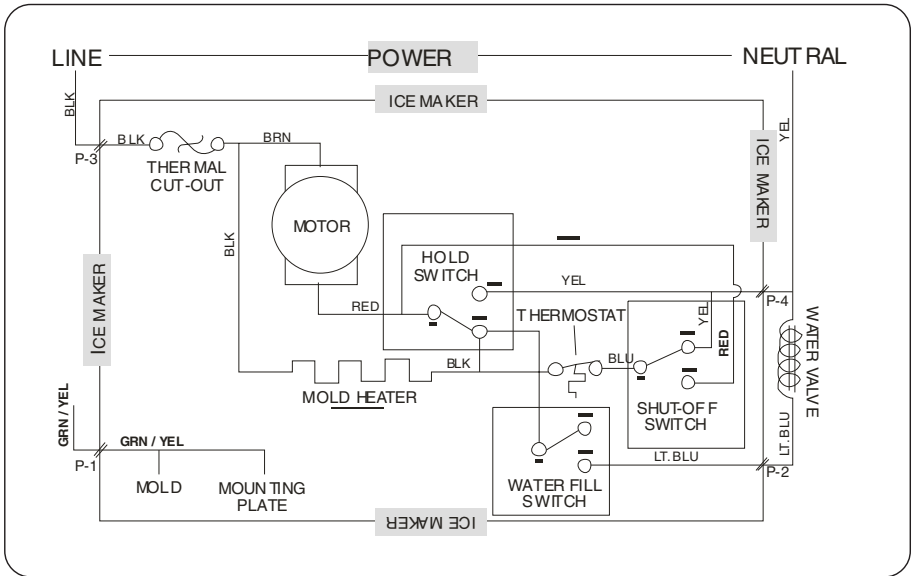 LINE POWER NEUTRAL
BLK
ICE MAKER
YEL
BLK
BRN
P-3
THERMAL
CUT-OUT
ICE MAKER
MOTOR
BLK
HOLD
SWITCH
ICE MAKER
YEL
P-4
RED
THERMOSTAT
YEL
RED
WATER VALVE
BLK
BLU
MOLD HEATER
SHUT-OFF
SWITCH
GRN / YEL
GRN / YEL
LT. BLU
LT. BLU
P-1
P-2
MOLD
MOUNTING
PLATE
WATER FILL
SWITCH
ICE MAKER